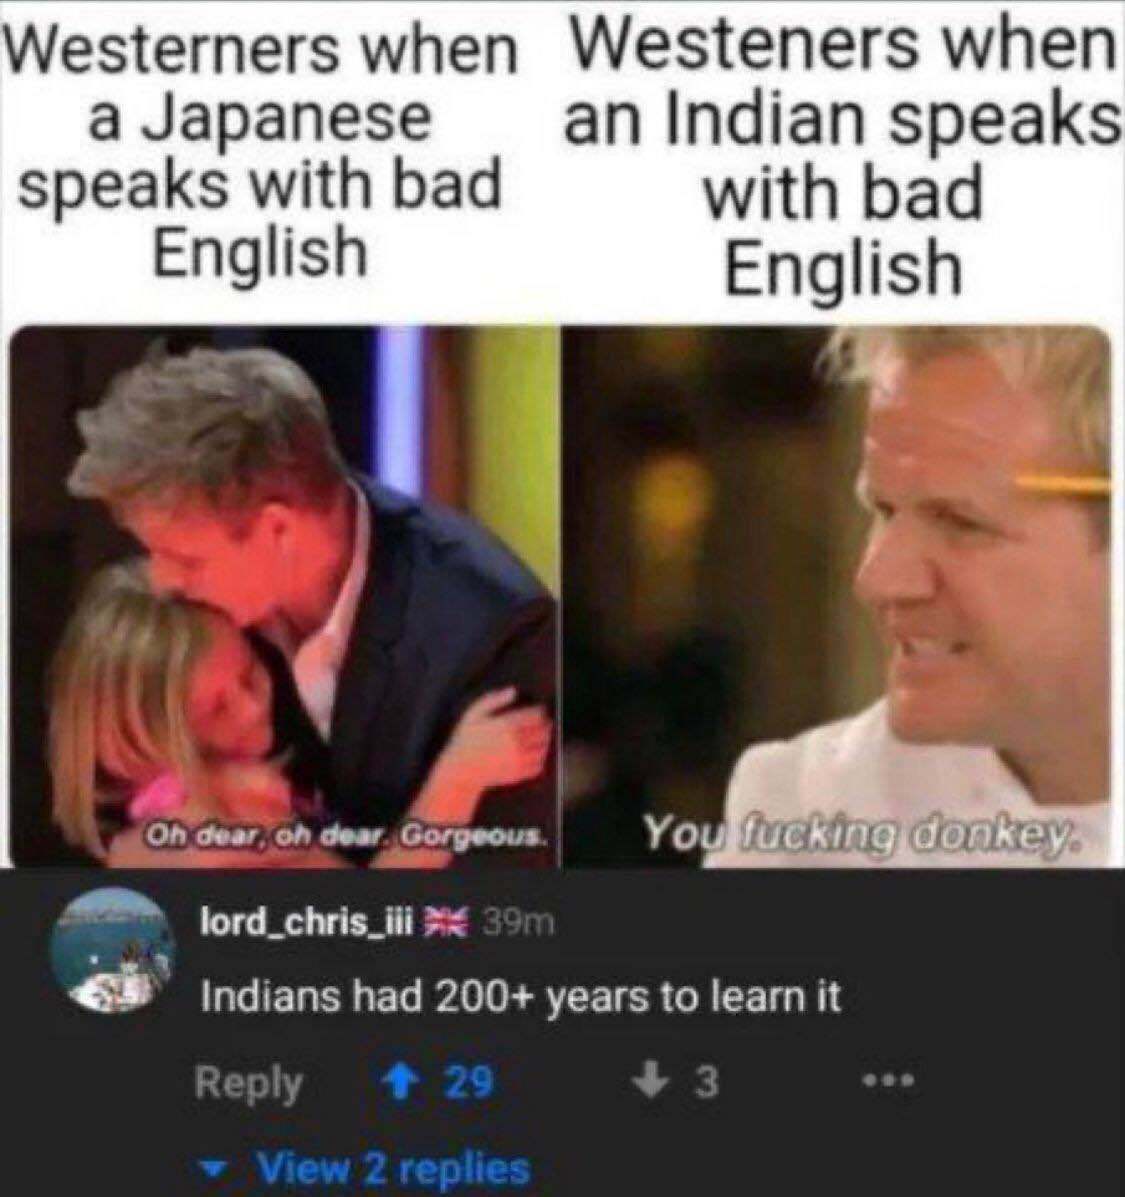 Westerners when
a Japanese
speaks with bad
English
Westeners when
an Indian speaks
with bad
English
Oh dear, oh dear. Gorgeous.
You fucking donkey.
lord_chris_iii 🇬🇧 39m
Indians had 200+ years to learn it
Reply 29 3 •••
View 2 replies